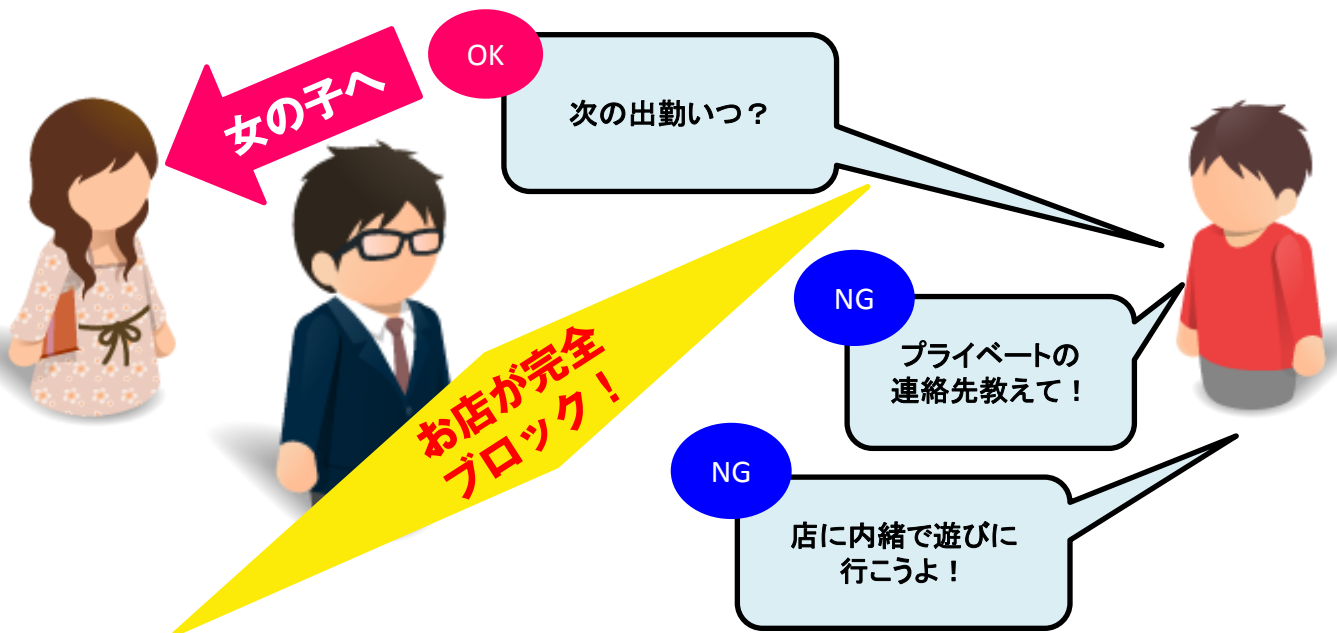 女の子へ
OK
次の出勤いつ？
NG
プライベートの
連絡先教えて！
お店が完全
ブロック！
NG
店に内緒で遊びに
行こうよ！